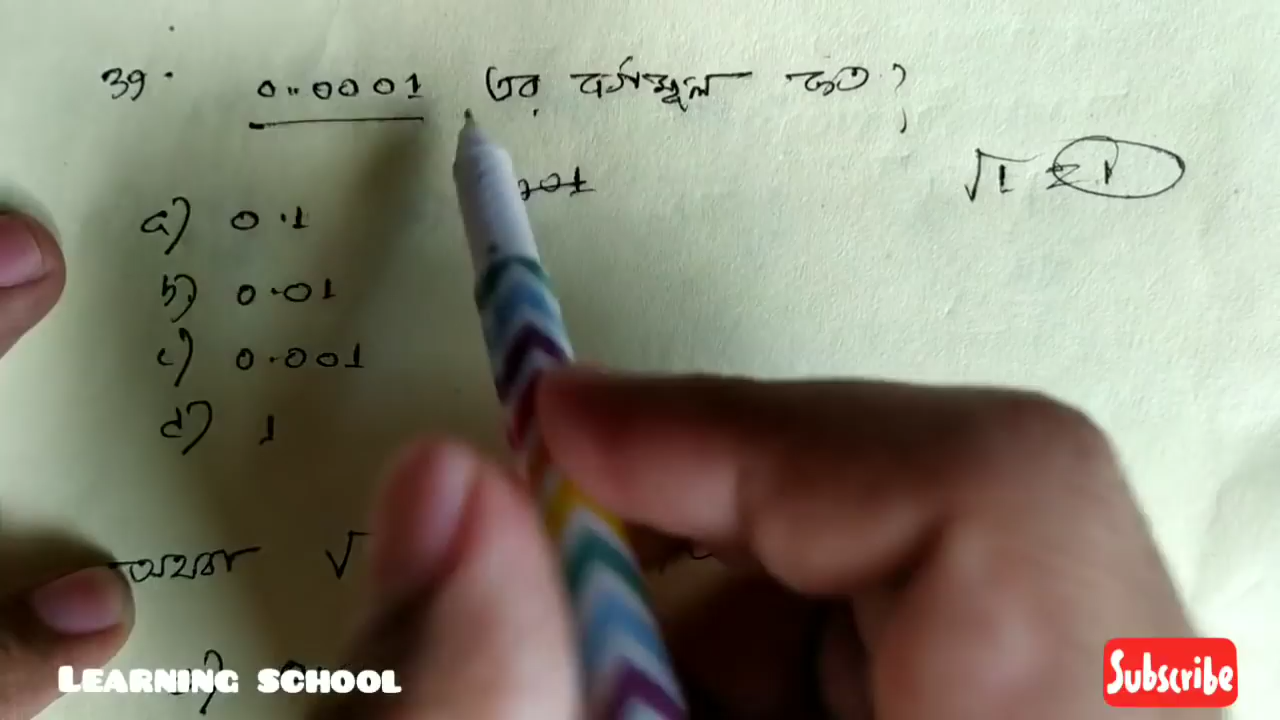 39. 0.0001 এর বর্গমূল কত ?
√1 = 1
a) 0.1
b) 0.01
c) 0.001
d) 1
অথবা √
LEARNING SCHOOL
Subscribe